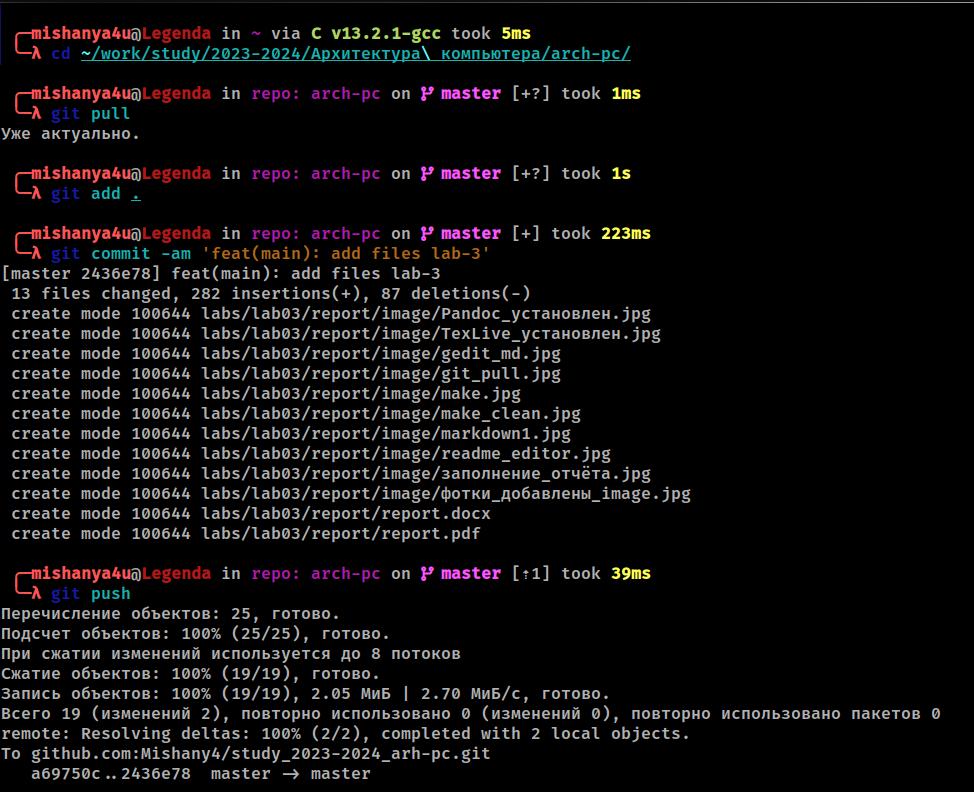 mishanya4u@Legenda in ~ via C v13.2.1-gcc took 5ms
λ cd ~/work/study/2023-2024/Архитектура\ компьютера/arch-pc/
mishanya4u@Legenda in repo: arch-pc on master [+?] took 1ms
λ git pull
Уже актуально.
mishanya4u@Legenda in repo: arch-pc on master [+?] took 1s
λ git add .
mishanya4u@Legenda in repo: arch-pc on master [+] took 223ms
λ git commit -am 'feat(main): add files lab-3'
[master 2436e78] feat(main): add files lab-3
13 files changed, 282 insertions(+), 87 deletions(-)
create mode 100644 labs/lab03/report/image/Pandoc_установлен.jpg
create mode 100644 labs/lab03/report/image/TexLive_установлен.jpg
create mode 100644 labs/lab03/report/image/gedit_md.jpg
create mode 100644 labs/lab03/report/image/git_pull.jpg
create mode 100644 labs/lab03/report/image/make.jpg
create mode 100644 labs/lab03/report/image/make_clean.jpg
create mode 100644 labs/lab03/report/image/markdown1.jpg
create mode 100644 labs/lab03/report/image/readme_editor.jpg
create mode 100644 labs/lab03/report/image/заполнение_отчёта.jpg
create mode 100644 labs/lab03/report/image/фотки_добавлены_image.jpg
create mode 100644 labs/lab03/report/report.docx
create mode 100644 labs/lab03/report/report.pdf
mishanya4u@Legenda in repo: arch-pc on master [⇡1] took 39ms
λ git push
Перечисление объектов: 25, готово.
Подсчет объектов: 100% (25/25), готово.
При сжатии изменений используется до 8 потоков
Сжатие объектов: 100% (19/19), готово.
Запись объектов: 100% (19/19), 2.05 МиБ | 2.70 МиБ/с, готово.
Всего 19 (изменений 2), повторно использовано 0 (изменений 0), повторно использовано пакетов 0
remote: Resolving deltas: 100% (2/2), completed with 2 local objects.
To github.com:Mishany4/study_2023-2024_arh-pc.git
a69750c..2436e78 master -> master